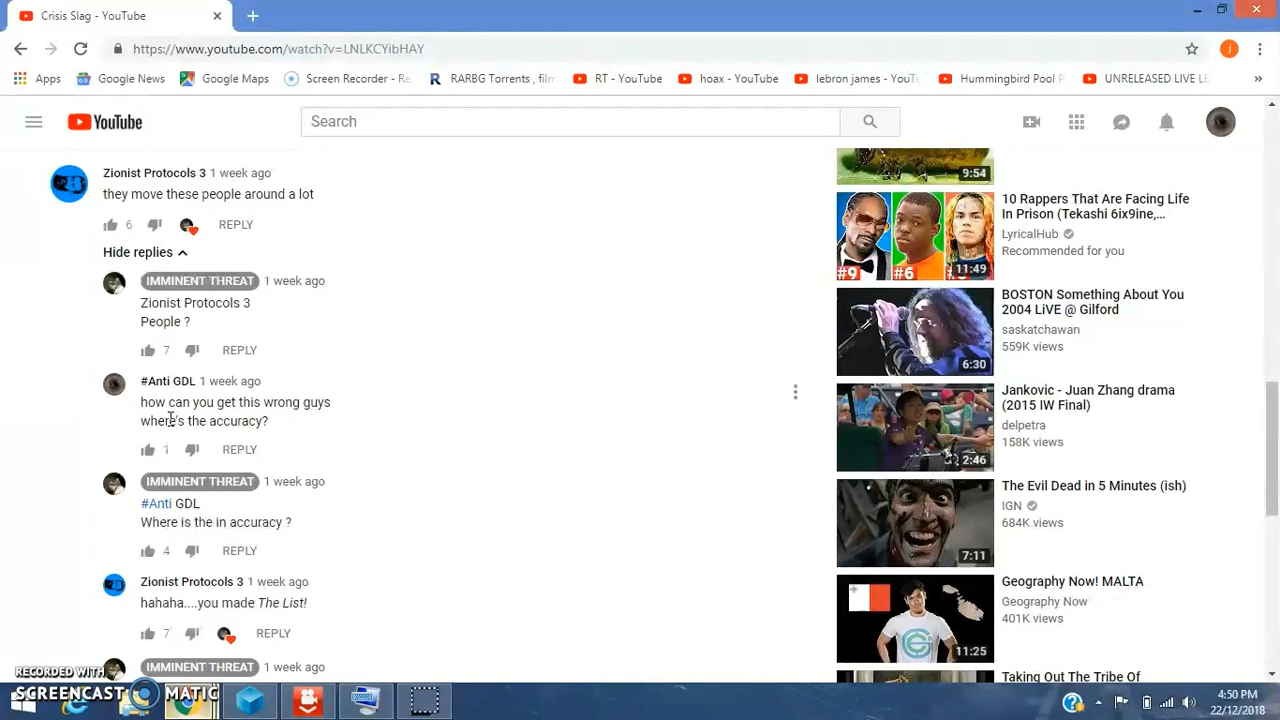 Crisis Slag - YouTube
https://www.youtube.com/watch?v=LNLKCYibHAY
j
Apps
Google News
Google Maps
Screen Recorder - Re
RARBG Torrents , film
RT - YouTube
hoax - YouTube
lebron james - YouTu
Hummingbird Pool P
UNRELEASED LIVE LE
YouTube
Search
Zionist Protocols 3 1 week ago
they move these people around a lot
6 REPLY
Hide replies
IMMINENT THREAT 1 week ago
Zionist Protocols 3
People ?
7 REPLY
#Anti GDL 1 week ago
how can you get this wrong guys
where's the accuracy?
1 REPLY
IMMINENT THREAT 1 week ago
#Anti GDL
Where is the in accuracy ?
4 REPLY
Zionist Protocols 3 1 week ago
hahaha....you made The List!
7 REPLY
IMMINENT THREAT 1 week ago
9:54
10 Rappers That Are Facing Life
In Prison (Tekashi 6ix9ine,...
LyricalHub
Recommended for you
#9 #6 #3
11:49
BOSTON Something About You
2004 LiVE @ Gilford
saskatchawan
559K views
6:30
Jankovic - Juan Zhang drama
(2015 IW Final)
delpetra
158K views
2:46
The Evil Dead in 5 Minutes (ish)
IGN
684K views
7:11
Geography Now! MALTA
Geography Now
401K views
11:25
Taking Out The Tribe Of
RECORDED WITH
SCREENCAST MATIC
4:50 PM
22/12/2018